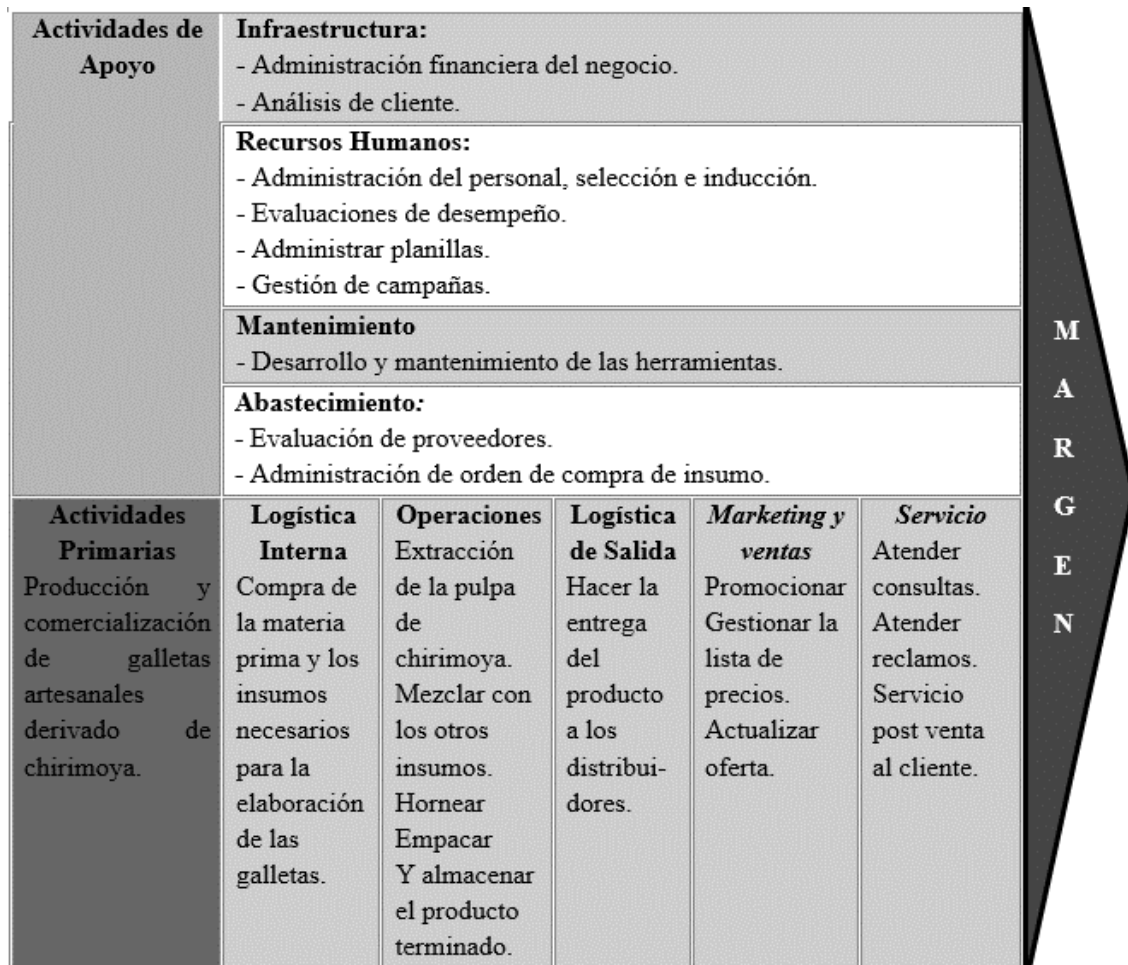 Actividades de
Apoyo
Infraestructura:
- Administración financiera del negocio.
- Análisis de cliente.
Recursos Humanos:
- Administración del personal, selección e inducción.
- Evaluaciones de desempeño.
- Administrar planillas.
- Gestión de campañas.
Mantenimiento
- Desarrollo y mantenimiento de las herramientas.
Abastecimiento:
- Evaluación de proveedores.
- Administración de orden de compra de insumo.
Actividades
Primarias
Producción y
comercialización
de galletas
artesanales
derivado de
chirimoya.
Logística
Interna
Compra de
la materia
prima y los
insumos
necesarios
para la
elaboración
de las
galletas.
Operaciones
Extracción
de la pulpa
de
chirimoya.
Mezclar con
los otros
insumos.
Hornear
Empacar
Y almacenar
el producto
terminado.
Logística
de Salida
Hacer la
entrega
del
producto
a los
distribui-
dores.
Marketing y
ventas
Promocionar
Gestionar la
lista de
precios.
Actualizar
oferta.
Servicio
Atender
consultas.
Atender
reclamos.
Servicio
post venta
al cliente.
M
A
R
G
E
N